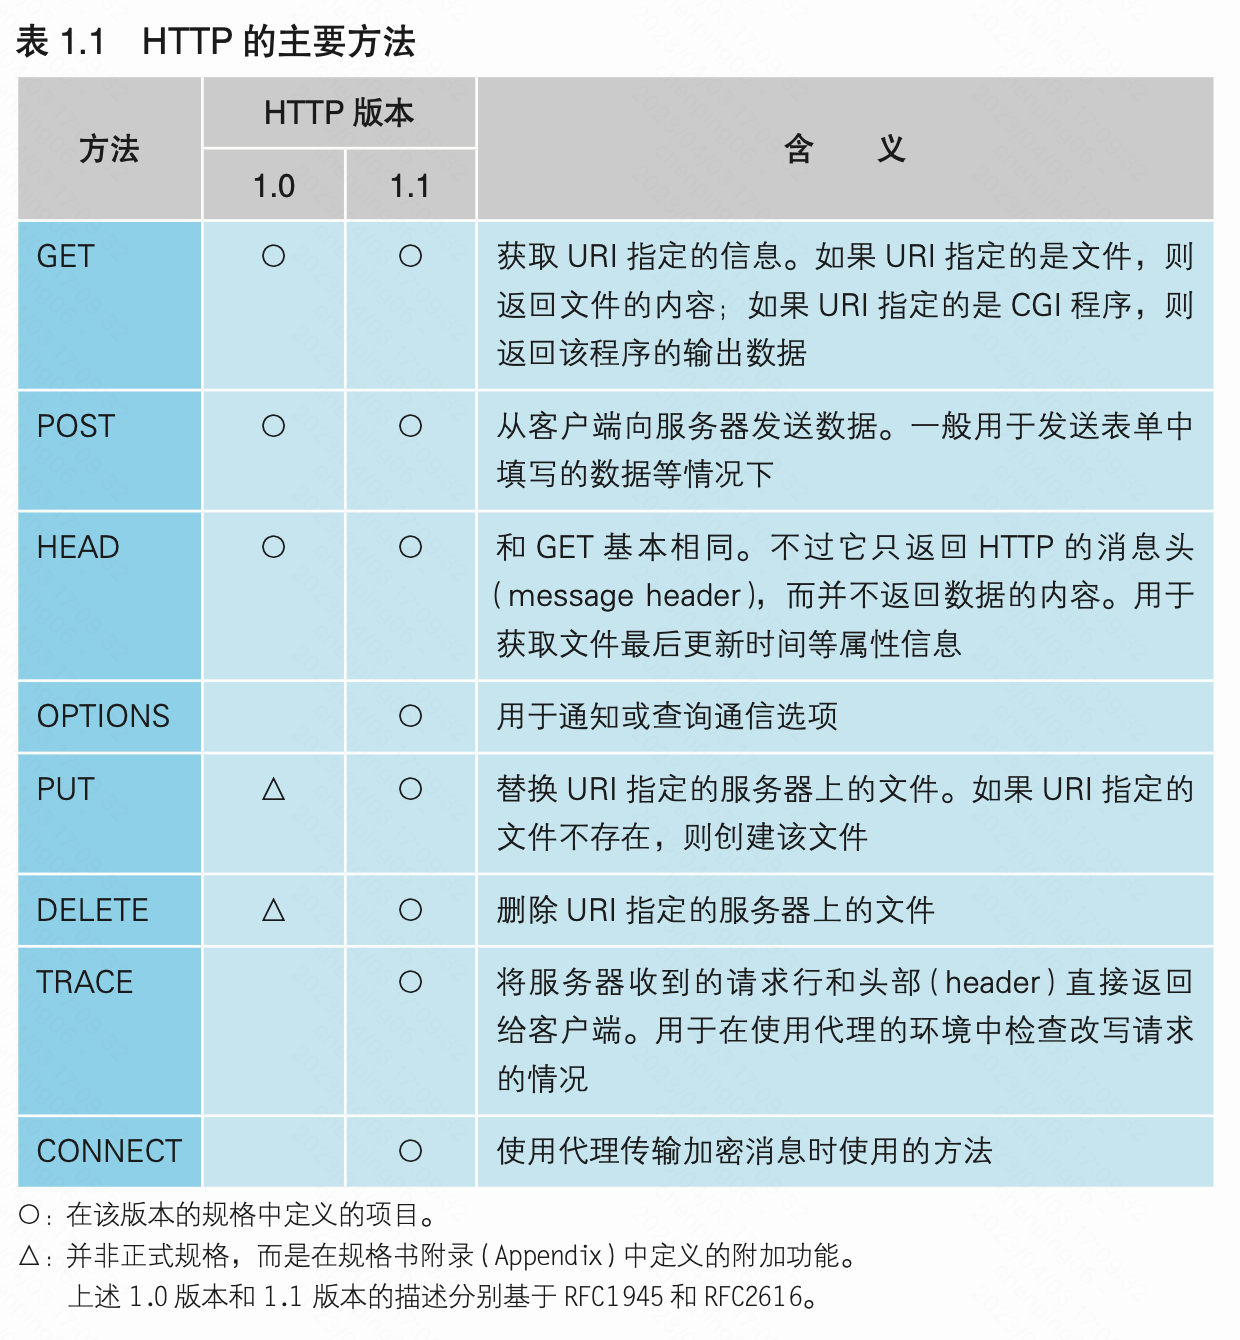 表 1.1 HTTP 的主要方法
方法
HTTP 版本
含 义
1.0 1.1
GET ○ ○ 获取 URI 指定的信息。如果 URI 指定的是文件，则
返回文件的内容；如果 URI 指定的是 CGI 程序，则
返回该程序的输出数据
POST ○ ○ 从客户端向服务器发送数据。一般用于发送表单中
填写的数据等情况下
HEAD ○ ○ 和 GET 基本相同。不过它只返回 HTTP 的消息头
（message header），而并不返回数据的内容。用于
获取文件最后更新时间等属性信息
OPTIONS ○ 用于通知或查询通信选项
PUT △ ○ 替换 URI 指定的服务器上的文件。如果 URI 指定的
文件不存在，则创建该文件
DELETE △ ○ 删除 URI 指定的服务器上的文件
TRACE ○ 将服务器收到的请求行和头部（header）直接返回
给客户端。用于在使用代理的环境中检查改写请求
的情况
CONNECT ○ 使用代理传输加密消息时使用的方法
○：在该版本的规格中定义的项目。
△：并非正式规格，而是在规格书附录（Appendix）中定义的附加功能。
上述 1.0 版本和 1.1 版本的描述分别基于 RFC1945 和 RFC2616。